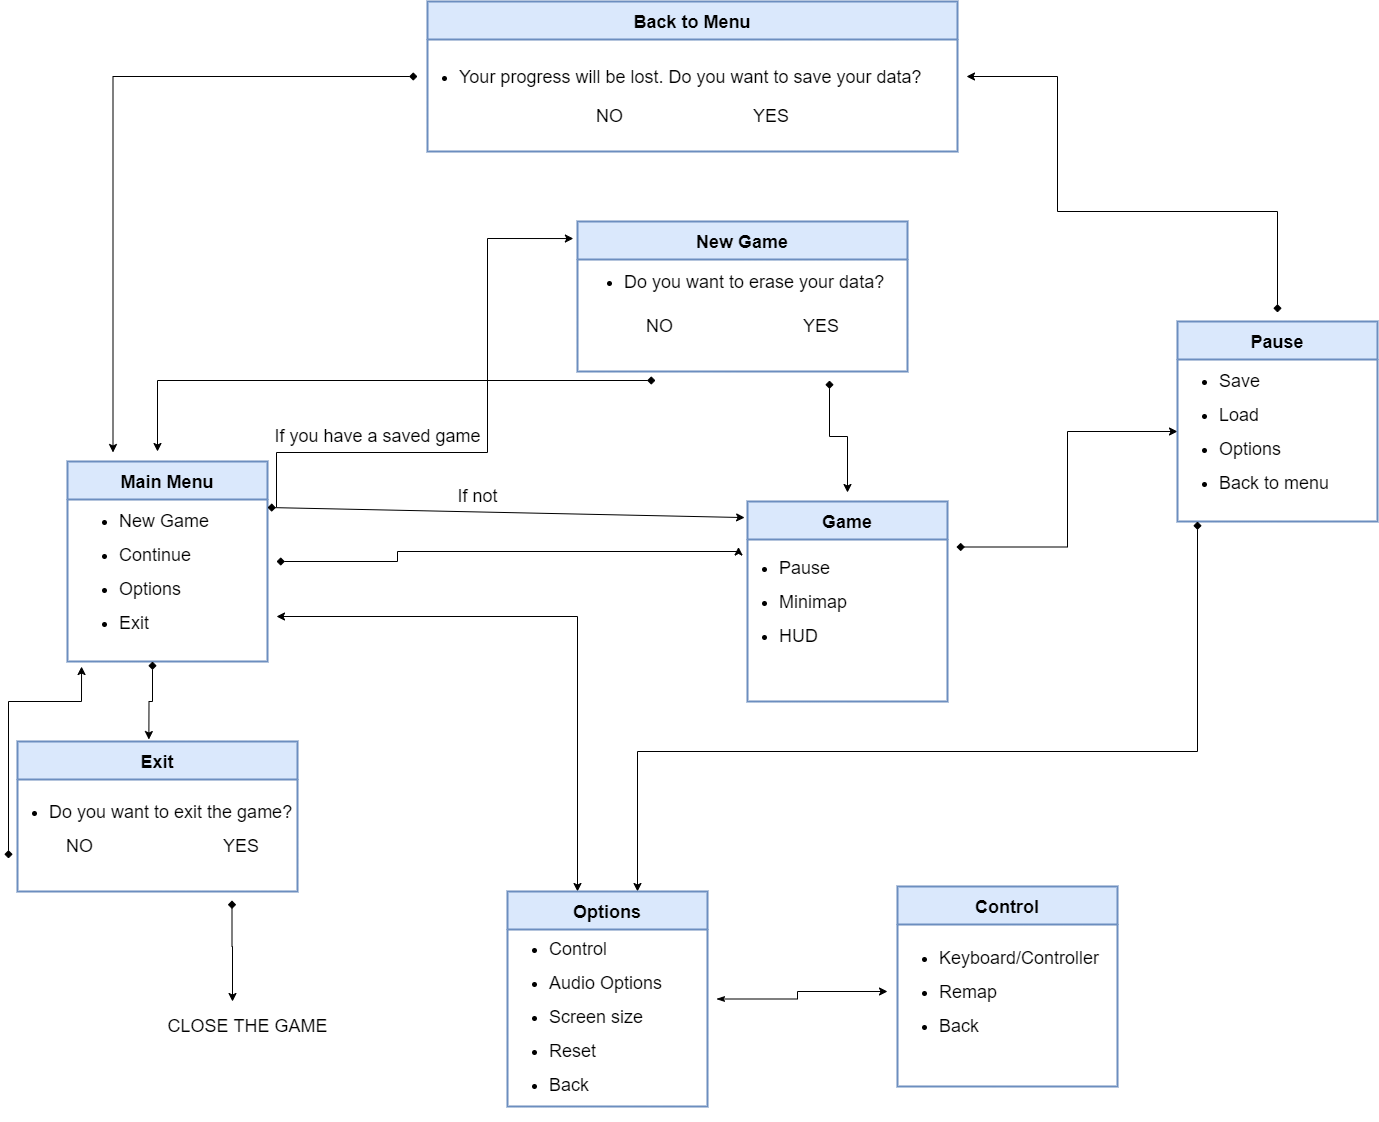 Back to Menu
Your progress will be lost. Do you want to save your data?
NO YES
New Game
Do you want to erase your data?
NO YES
Pause
Save
Load
Options
Back to menu
If you have a saved game
If not
Main Menu
New Game
Continue
Options
Exit
Game
Pause
Minimap
HUD
Exit
Do you want to exit the game?
NO YES
CLOSE THE GAME
Options
Control
Audio Options
Screen size
Reset
Back
Control
Keyboard/Controller
Remap
Back